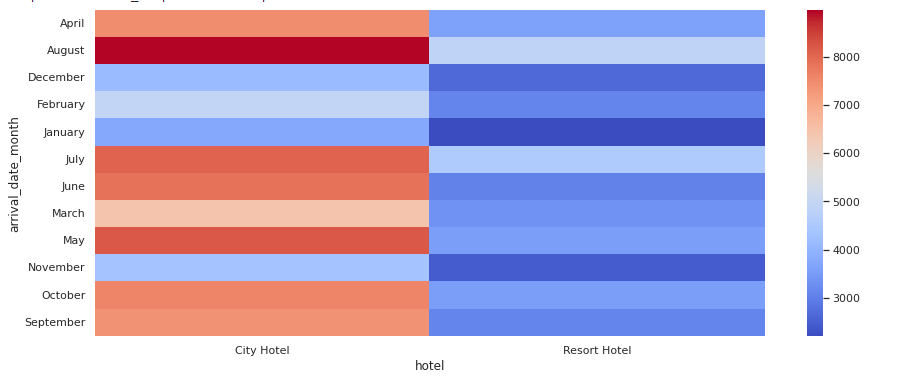 April
August
December
February
January
July
June
March
May
November
October
September
arrival_date_month
City Hotel
Resort Hotel
hotel
8000
7000
6000
5000
4000
3000